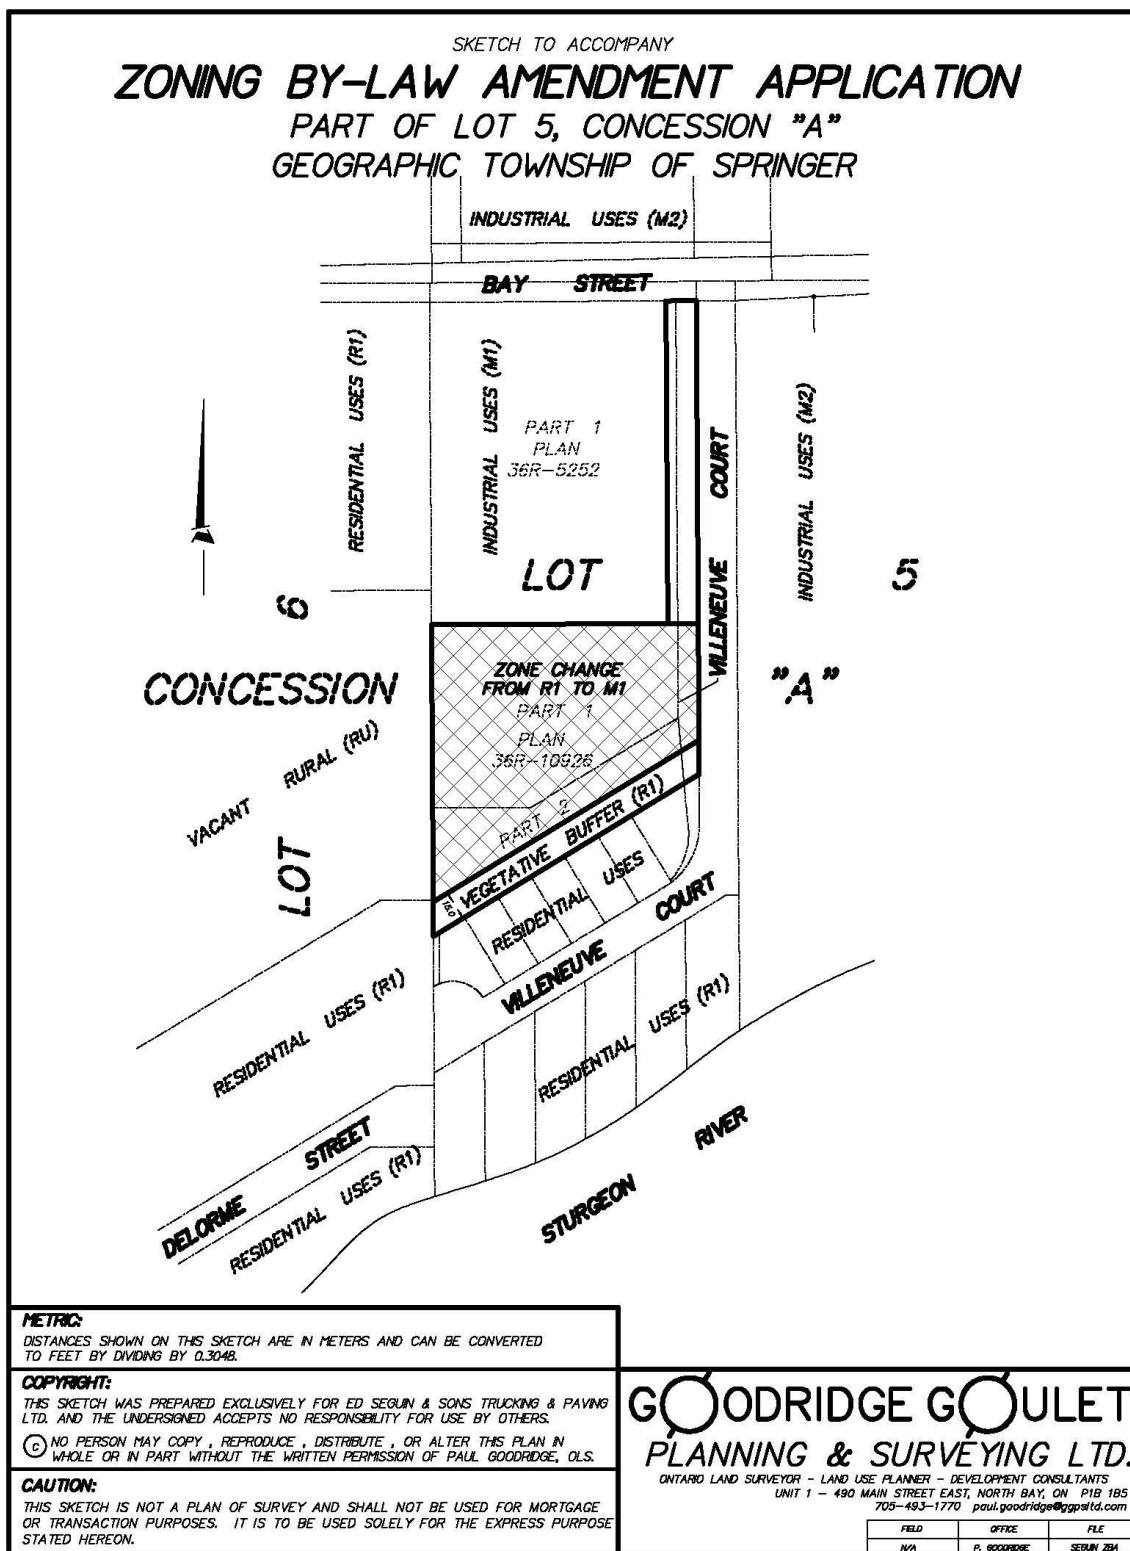 SKETCH TO ACCOMPANY
ZONING BY-LAW AMENDMENT APPLICATION
PART OF LOT 5, CONCESSION "A"
GEOGRAPHIC TOWNSHIP OF SPRINGER
INDUSTRIAL USES (M2)
BAY STREET
RESIDENTIAL USES (R1)
INDUSTRIAL USES (M1)
PART 1
PLAN
36R-5252
VILLENEUVE COURT
INDUSTRIAL USES (M2)
LOT 5
6
CONCESSION "A"
ZONE CHANGE
FROM R1 TO M1
PART 1
PLAN
36R-10926
VACANT RURAL (RU)
PART 2
VEGETATIVE BUFFER (R1)
LOT
RESIDENTIAL USES
VILLENEUVE COURT
RESIDENTIAL USES (R1)
RESIDENTIAL USES (R1)
DELORME STREET
RESIDENTIAL USES (R1)
STURGEON RIVER
METRIC:
DISTANCES SHOWN ON THIS SKETCH ARE IN METERS AND CAN BE CONVERTED
TO FEET BY DIVIDING BY 0.3048.
COPYRIGHT:
THIS SKETCH WAS PREPARED EXCLUSIVELY FOR ED SEGUIN & SONS TRUCKING & PAVING
LTD. AND THE UNDERSIGNED ACCEPTS NO RESPONSIBILITY FOR USE BY OTHERS.
© NO PERSON MAY COPY , REPRODUCE , DISTRIBUTE , OR ALTER THIS PLAN IN
WHOLE OR IN PART WITHOUT THE WRITTEN PERMISSION OF PAUL GOODRIDGE, OLS.
CAUTION:
THIS SKETCH IS NOT A PLAN OF SURVEY AND SHALL NOT BE USED FOR MORTGAGE
OR TRANSACTION PURPOSES. IT IS TO BE USED SOLELY FOR THE EXPRESS PURPOSE
STATED HEREON.
GOODRIDGE GOULET
PLANNING & SURVEYING LTD.
ONTARIO LAND SURVEYOR - LAND USE PLANNER - DEVELOPMENT CONSULTANTS
UNIT 1 - 490 MAIN STREET EAST, NORTH BAY, ON P1B 1B5
705-493-1770 paul.goodridge@ggpsltd.com
FIELD OFFICE FILE
N/A P. GOODRIDGE SEGUIN ZBA